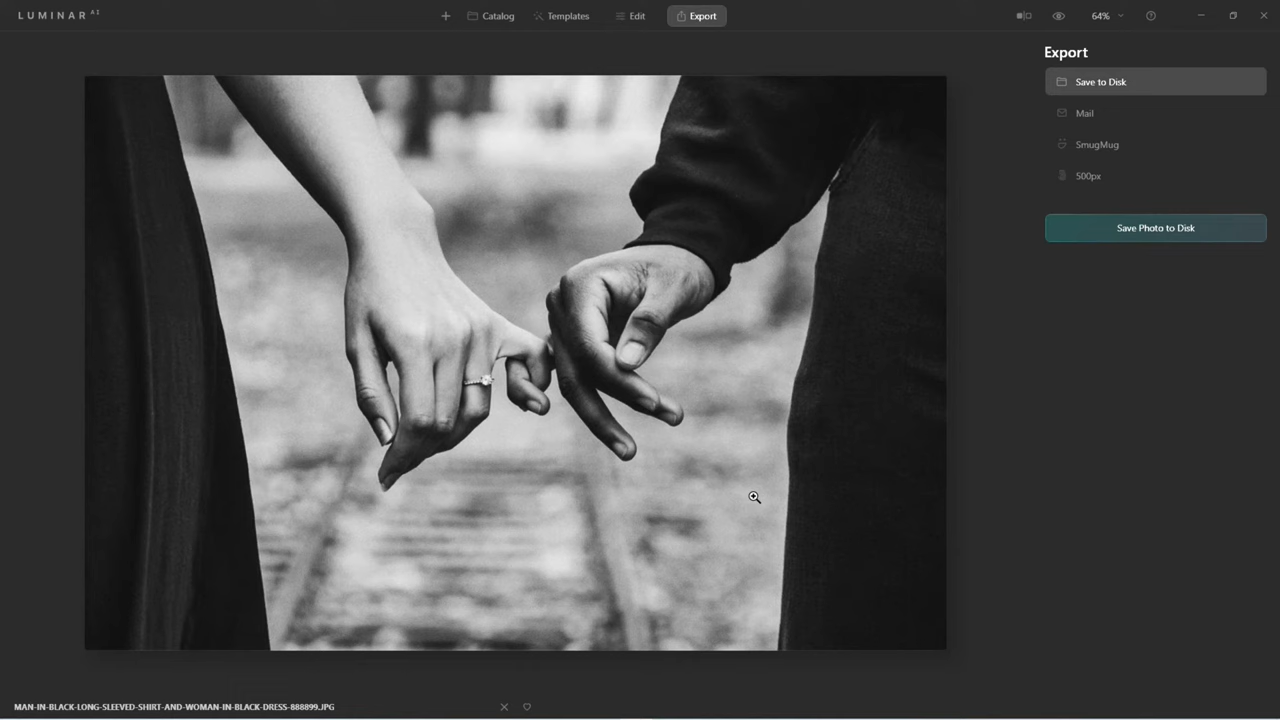 LUMINAR AI
Catalog
Templates
Edit
Export
64%
Export
Save to Disk
Mail
SmugMug
500px
Save Photo to Disk
MAN-IN-BLACK-LONG-SLEEVED-SHIRT-AND-WOMAN-IN-BLACK-DRESS-888899.JPG